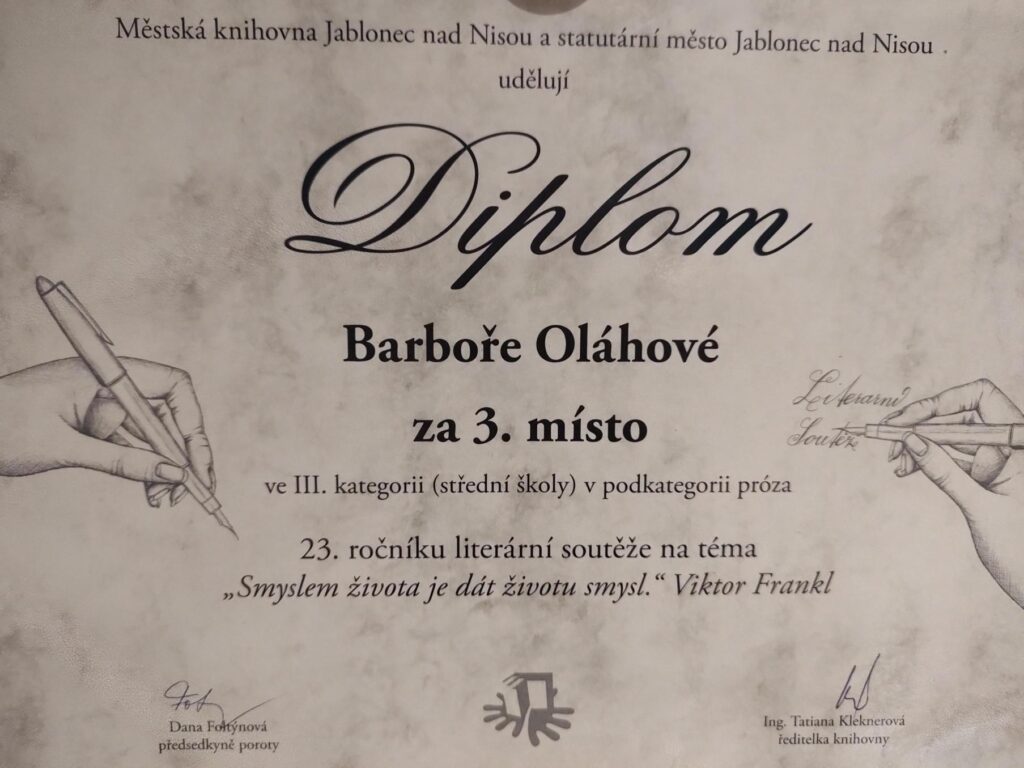 Městská knihovna Jablonec nad Nisou a statutární město Jablonec nad Nisou
udělují
Diplom
Barboře Oláhové
za 3. místo
ve III. kategorii (střední školy) v podkategorii próza
23. ročníku literární soutěže na téma
„Smyslem života je dát životu smysl.“ Viktor Frankl
Literarní
Soutěž
Dana Foltýnová
předsedkyně poroty
Ing. Tatiana Kleknerová
ředitelka knihovny